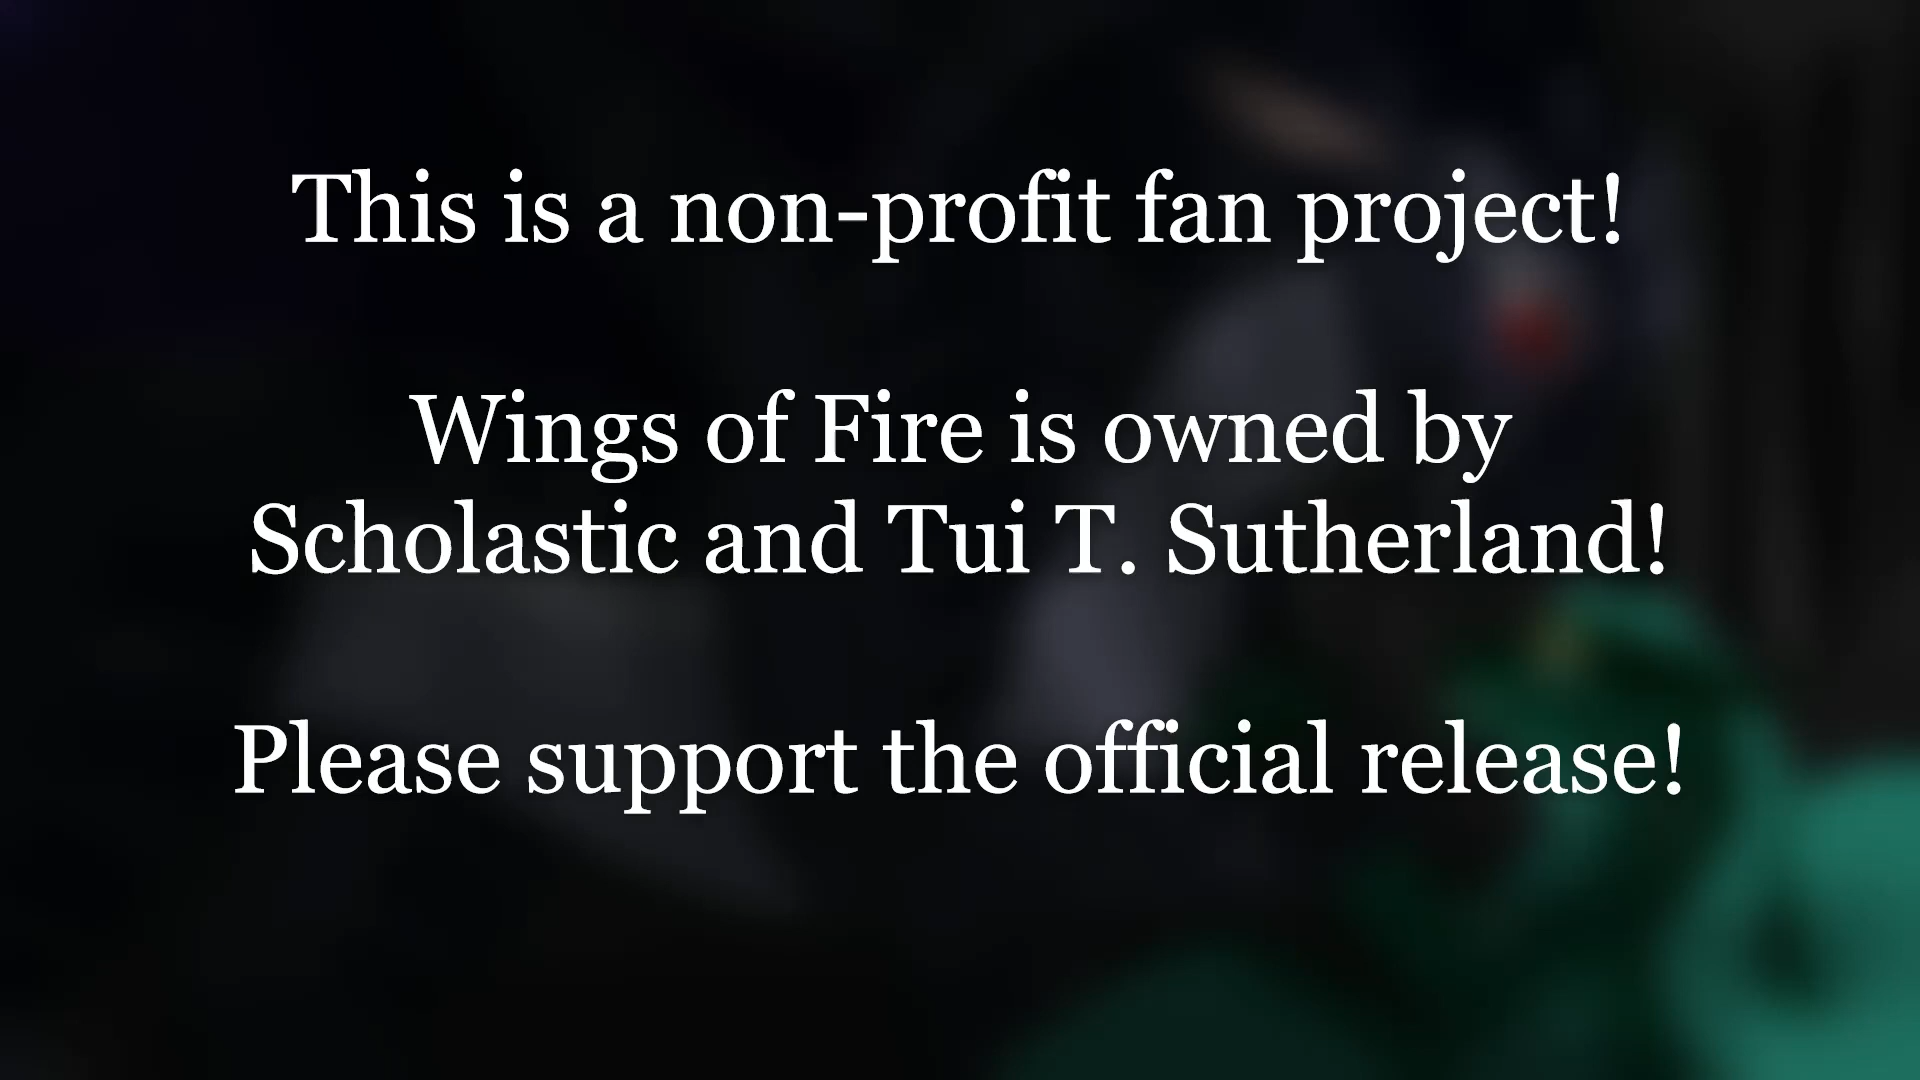 This is a non-profit fan project!
Wings of Fire is owned by
Scholastic and Tui T. Sutherland!
Please support the official release!